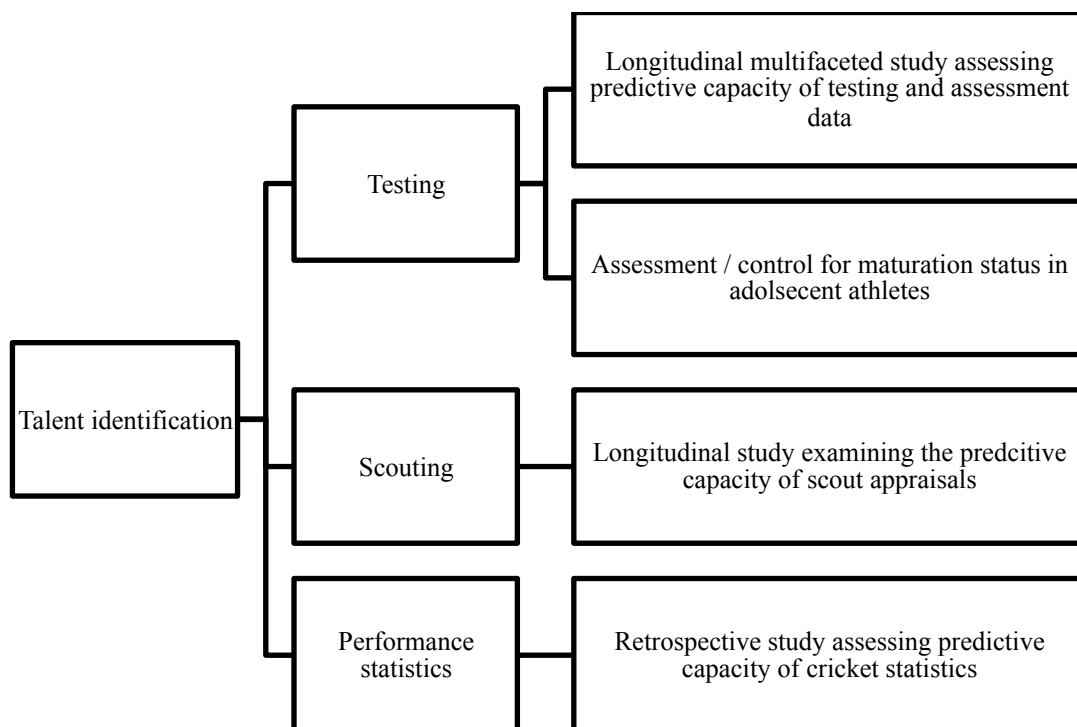 Talent identification
Testing
Longitudinal multifaceted study assessing
predictive capacity of testing and assessment
data
Assessment / control for maturation status in
adolsecent athletes
Scouting
Longitudinal study examining the predcitive
capacity of scout appraisals
Performance
statistics
Retrospective study assessing predictive
capacity of cricket statistics